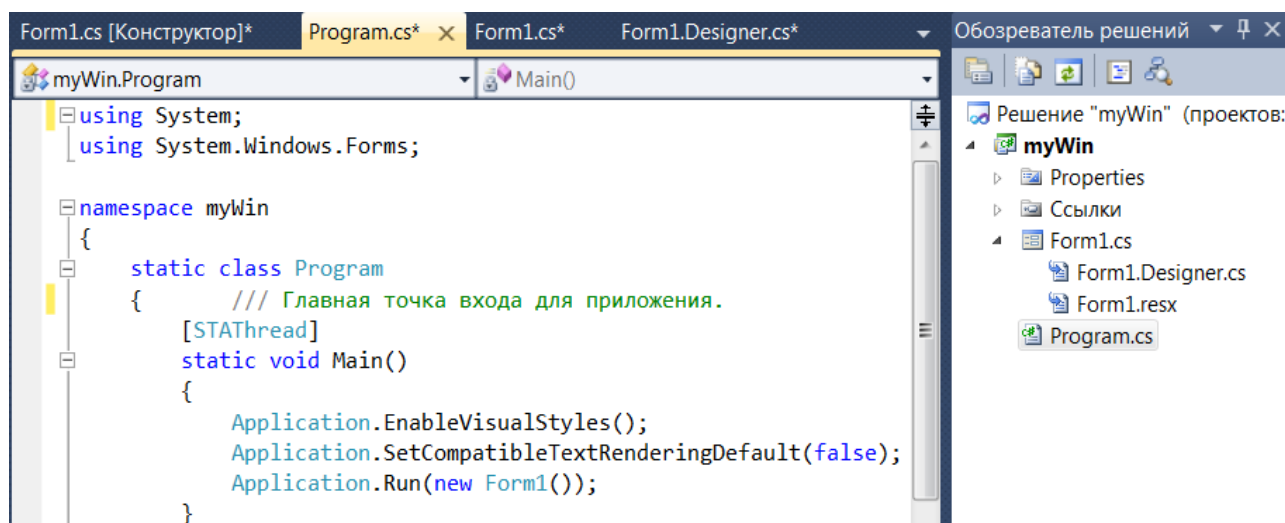 Form1.cs [Конструктор]* Program.cs* Form1.cs* Form1.Designer.cs*
myWin.Program Main()
using System;
using System.Windows.Forms;
namespace myWin
{
static class Program
{ /// Главная точка входа для приложения.
[STAThread]
static void Main()
{
Application.EnableVisualStyles();
Application.SetCompatibleTextRenderingDefault(false);
Application.Run(new Form1());
}
Обозреватель решений
Решение "myWin" (проектов:
myWin
Properties
Ссылки
Form1.cs
Form1.Designer.cs
Form1.resx
Program.cs